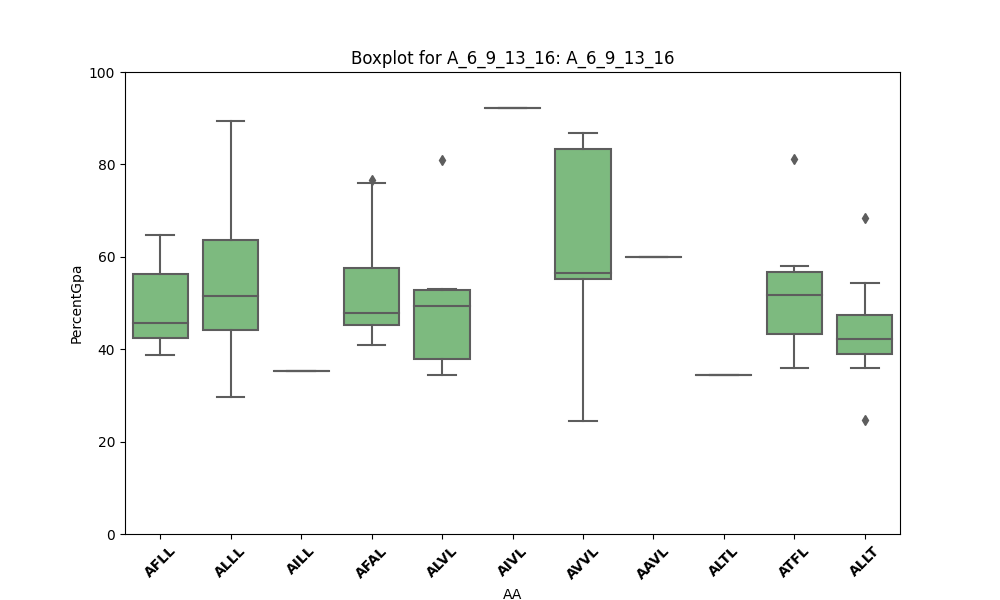 Boxplot for A_6_9_13_16: A_6_9_13_16
PercentGpa
100
80
60
40
20
0
AFLL
ALLL
AILL
AFAL
ALVL
AIVL
AVVL
AAVL
ALTL
ATFL
ALLT
AA